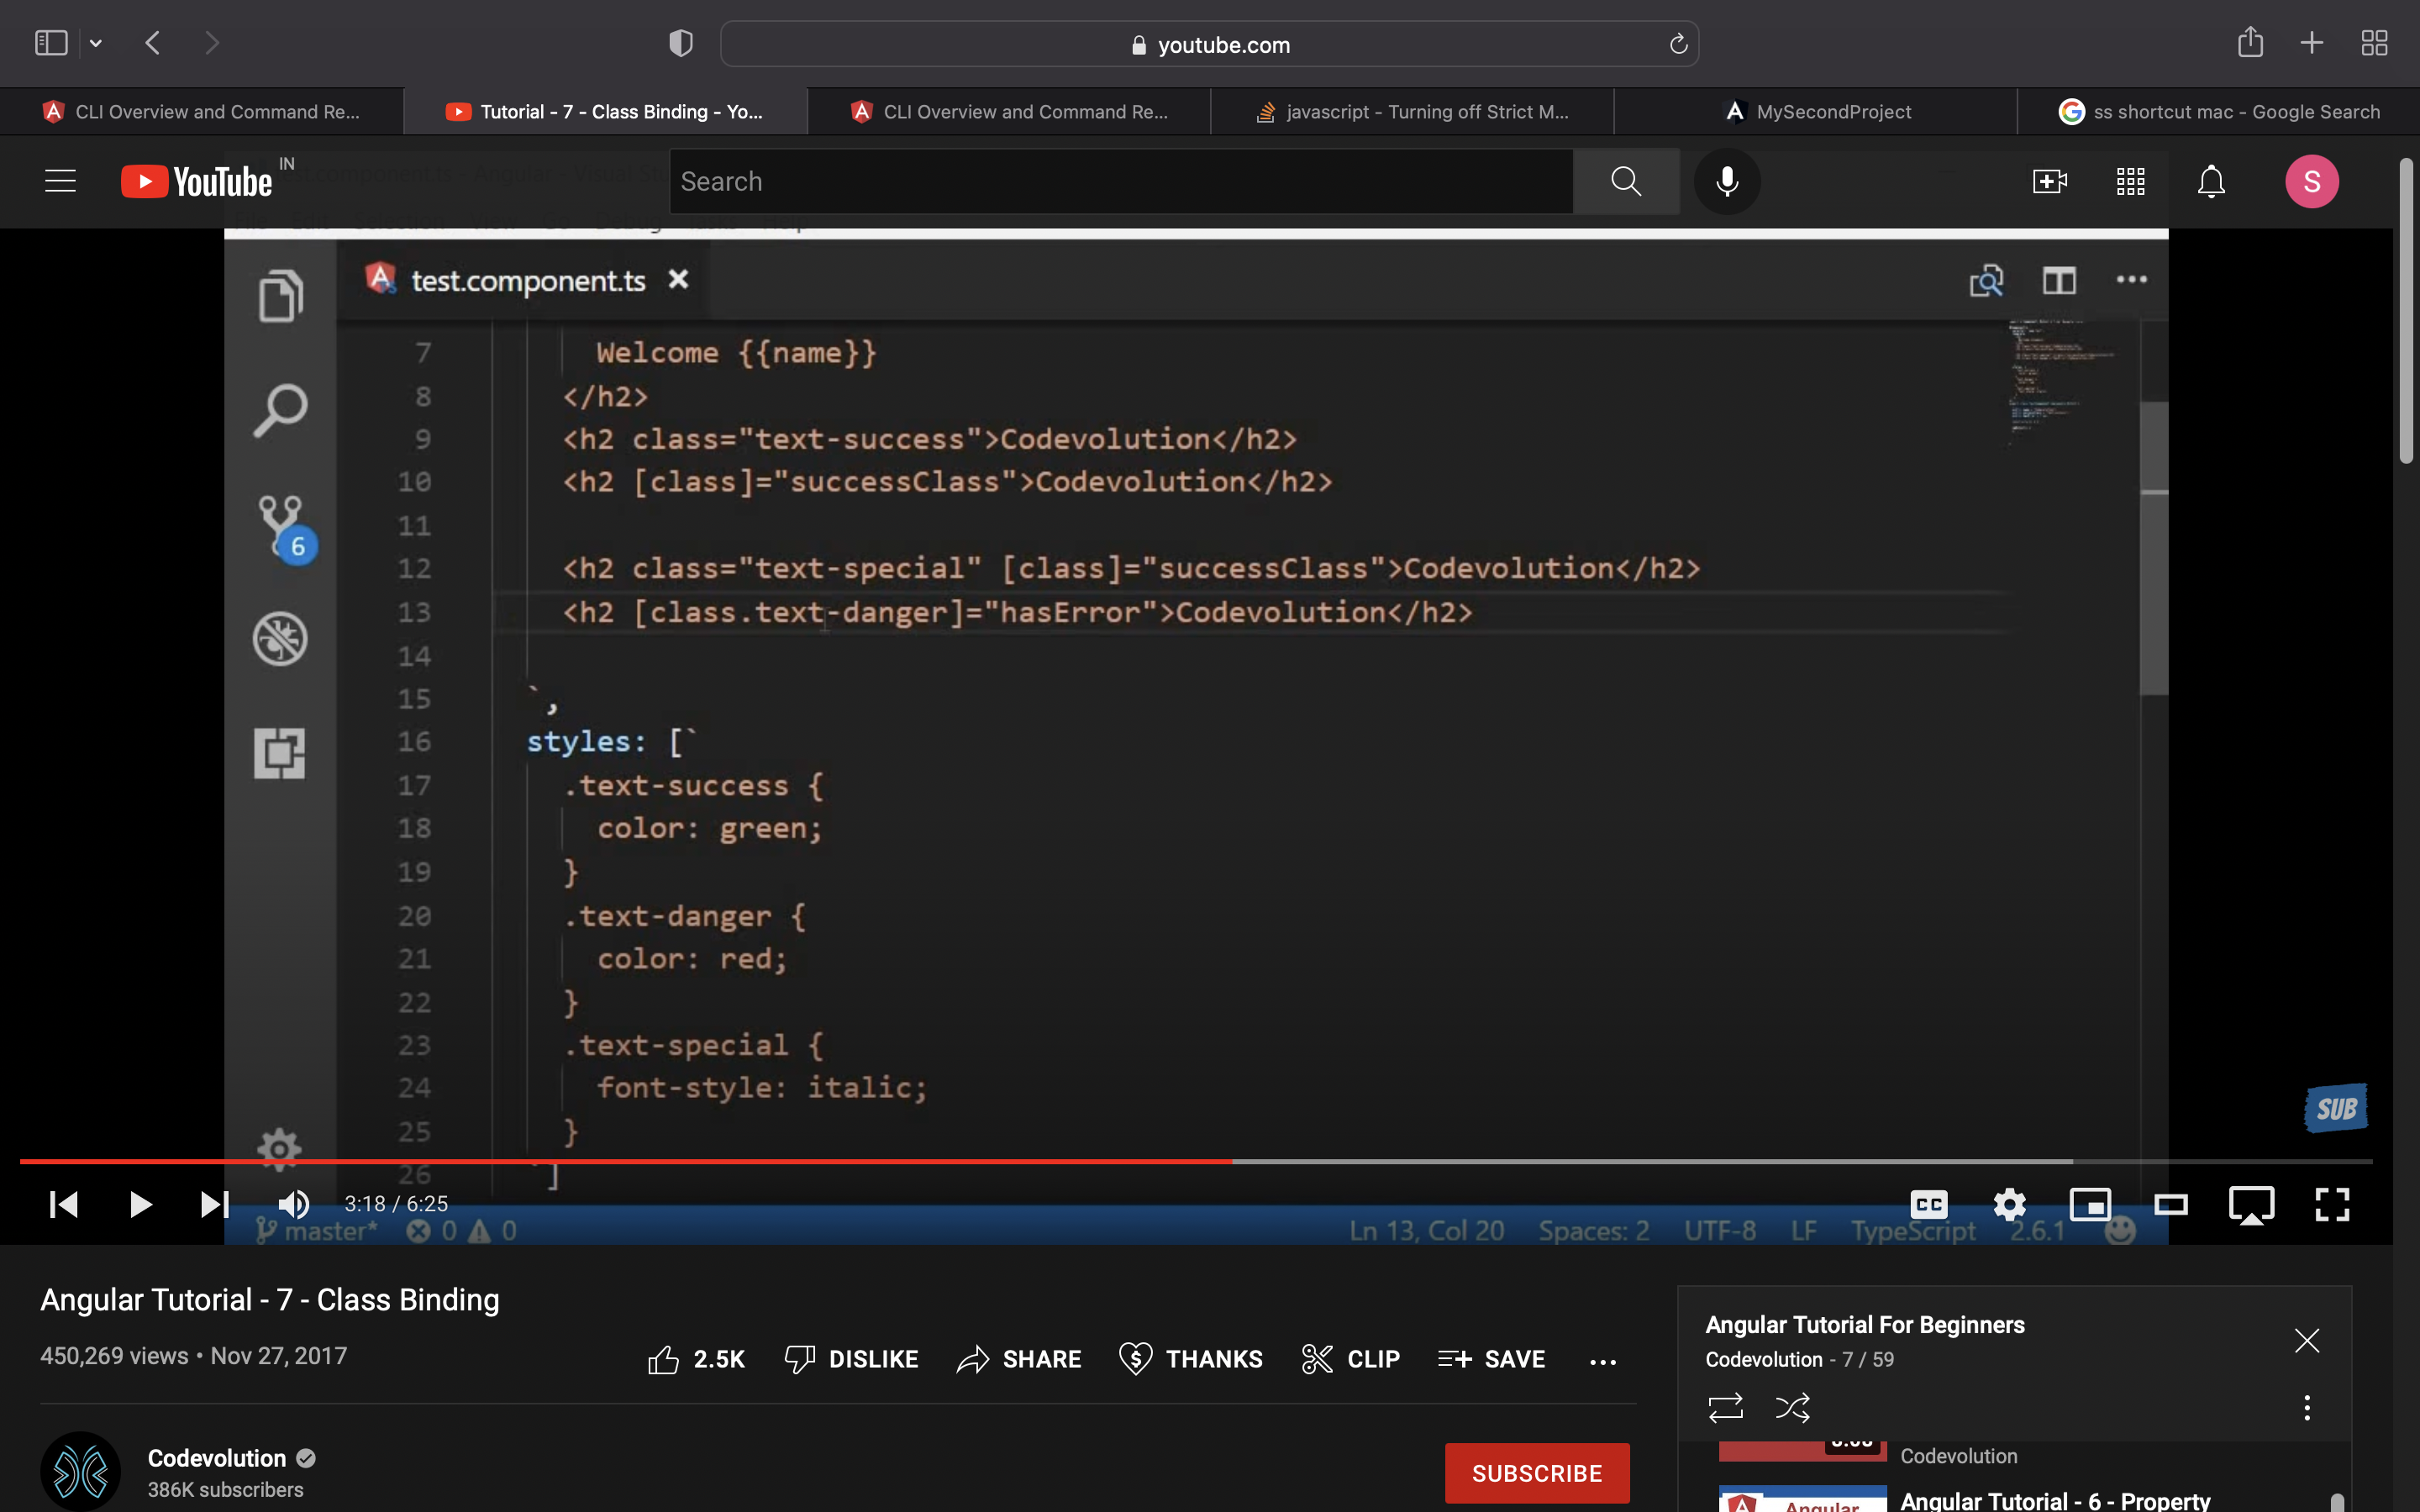 youtube.com
CLI Overview and Command Re...
Tutorial - 7 - Class Binding - Yo...
CLI Overview and Command Re...
javascript - Turning off Strict M...
MySecondProject
ss shortcut mac - Google Search
YouTube IN
Search
S
test.component.ts
7 Welcome {{name}}
8 </h2>
9 <h2 class="text-success">Codevolution</h2>
10 <h2 [class]="successClass">Codevolution</h2>
11
12 <h2 class="text-special" [class]="successClass">Codevolution</h2>
13 <h2 [class.text-danger]="hasError">Codevolution</h2>
14
15 `,
16 styles: [`
17 .text-success {
18 color: green;
19 }
20 .text-danger {
21 color: red;
22 }
23 .text-special {
24 font-style: italic;
25 }
26 `]
6
SUB
3:18 / 6:25
CC
master* 0 0
Ln 13, Col 20 Spaces: 2 UTF-8 LF TypeScript 2.6.1
Angular Tutorial - 7 - Class Binding
450,269 views • Nov 27, 2017
2.5K DISLIKE SHARE THANKS CLIP SAVE
Codevolution
386K subscribers
SUBSCRIBE
Angular Tutorial For Beginners
Codevolution - 7 / 59
Codevolution
Angular
Angular Tutorial - 6 - Property